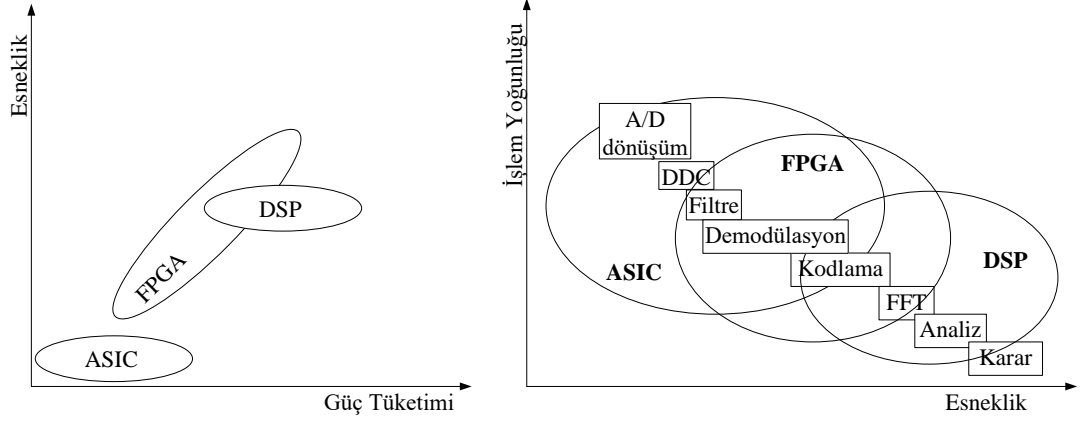 Esneklik
FPGA
DSP
ASIC
Güç Tüketimi
İşlem Yoğunluğu
A/D
dönüşüm
DDC
Filtre
Demodülasyon
Kodlama
FFT
Analiz
Karar
FPGA
ASIC
DSP
Esneklik